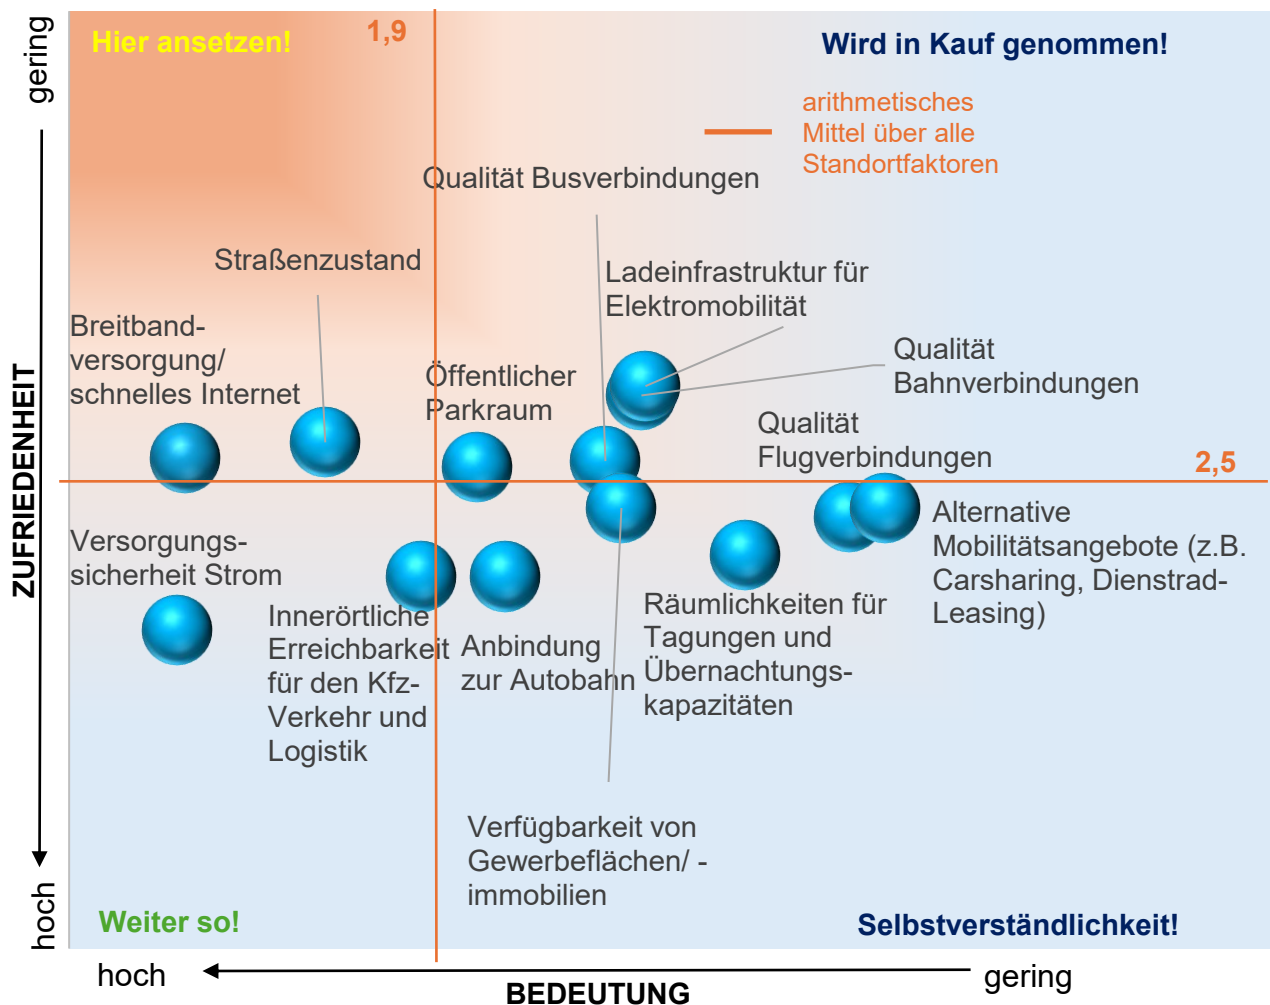 Hier ansetzen!
1,9
Wird in Kauf genommen!
gering
arithmetisches
Mittel über alle
Standortfaktoren
Qualität Busverbindungen
Straßenzustand
Ladeinfrastruktur für
Elektromobilität
Breitband-
versorgung/
schnelles Internet
Öffentlicher
Parkraum
Qualität
Bahnverbindungen
Qualität
Flugverbindungen
2,5
ZUFRIEDENHEIT
Versorgungs-
sicherheit Strom
Alternative
Mobilitätsangebote (z.B.
Carsharing, Dienstrad-
Leasing)
Innerörtliche
Erreichbarkeit
für den Kfz-
Verkehr und
Logistik
Anbindung
zur Autobahn
Räumlichkeiten für
Tagungen und
Übernachtungs-
kapazitäten
Verfügbarkeit von
Gewerbeflächen/ -
immobilien
hoch
Weiter so!
Selbstverständlichkeit!
hoch
gering
BEDEUTUNG